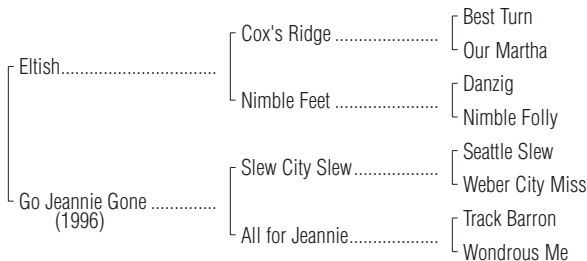 Best Turn
Cox's Ridge ....................
Our Martha
Eltish..............................
Danzig
Nimble Feet ....................
Nimble Folly
Seattle Slew
Slew City Slew................
Weber City Miss
Go Jeannie Gone .............
(1996)
Track Barron
All for Jeannie.................
Wondrous Me